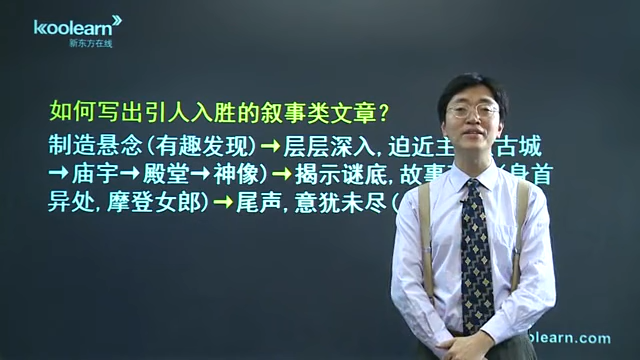 koolearn
新东方在线
如何写出引人入胜的叙事类文章？
制造悬念(有趣发现)→层层深入,迫近主 古城
→庙宇→殿堂→神像)→揭示谜底,故事 身首
异处,摩登女郎)→尾声,意犹未尽(
olearn.com